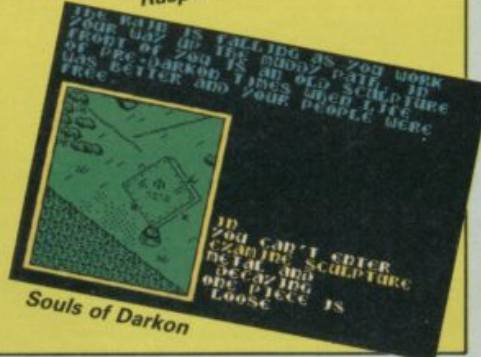 THE RAIN IS FALLING AS YOU WORK
YOUR WAY UP THE MUDDY PATH. IN
FRONT OF YOU IS AN OLD SCULPTURE
OF PRE-DARKON TIMES WHEN LIFE
WAS BETTER AND YOUR PEOPLE WERE
FREE
IN
YOU CAN'T ENTER
EXAMINE SCULPTURE
METAL AND
DECAYING
ONE PIECE IS
LOOSE
Souls of Darkon